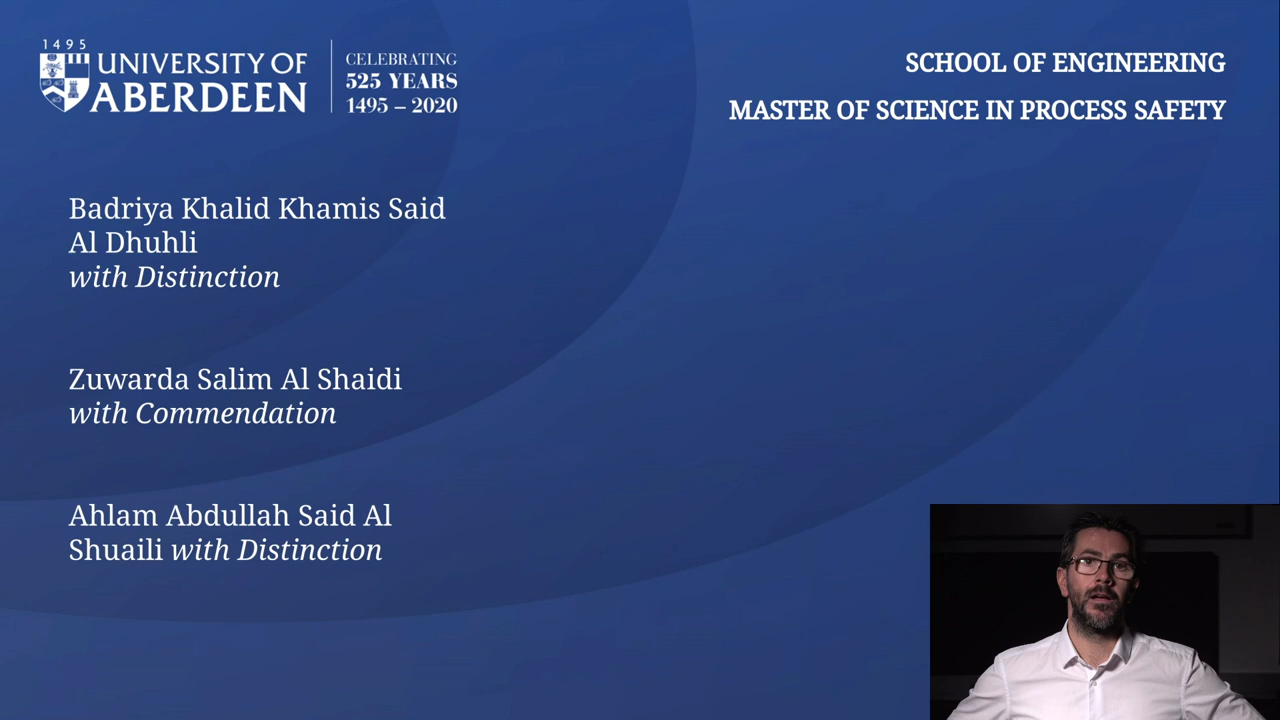 1495
UNIVERSITY OF
ABERDEEN
CELEBRATING
525 YEARS
1495 – 2020
SCHOOL OF ENGINEERING
MASTER OF SCIENCE IN PROCESS SAFETY
Badriya Khalid Khamis Said
Al Dhuhli
with Distinction
Zuwarda Salim Al Shaidi
with Commendation
Ahlam Abdullah Said Al
Shuaili with Distinction